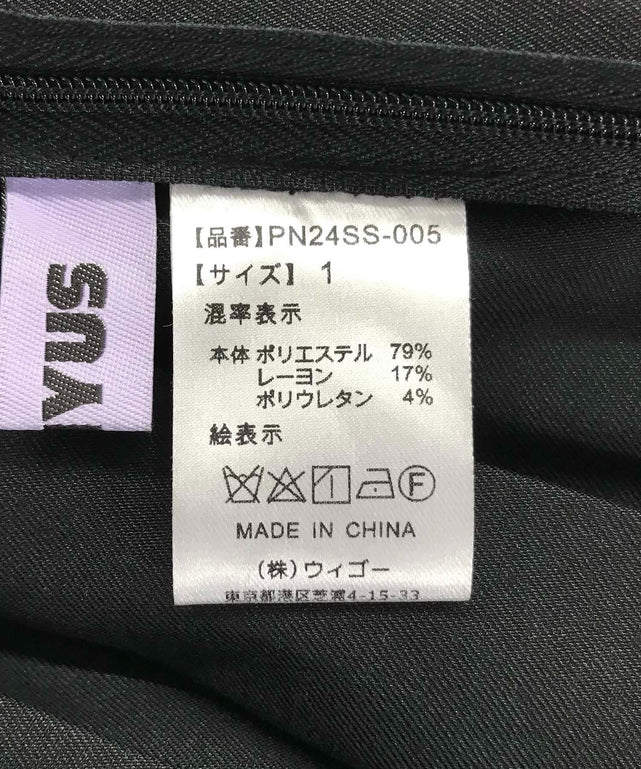 YUS
【品番】PN24SS-005
【サイズ】 1
混率表示
本体 ポリエステル 79%
レーヨン 17%
ポリウレタン 4%
絵表示
F
MADE IN CHINA
(株)ウィゴー
東京都港区芝浦4-15-33